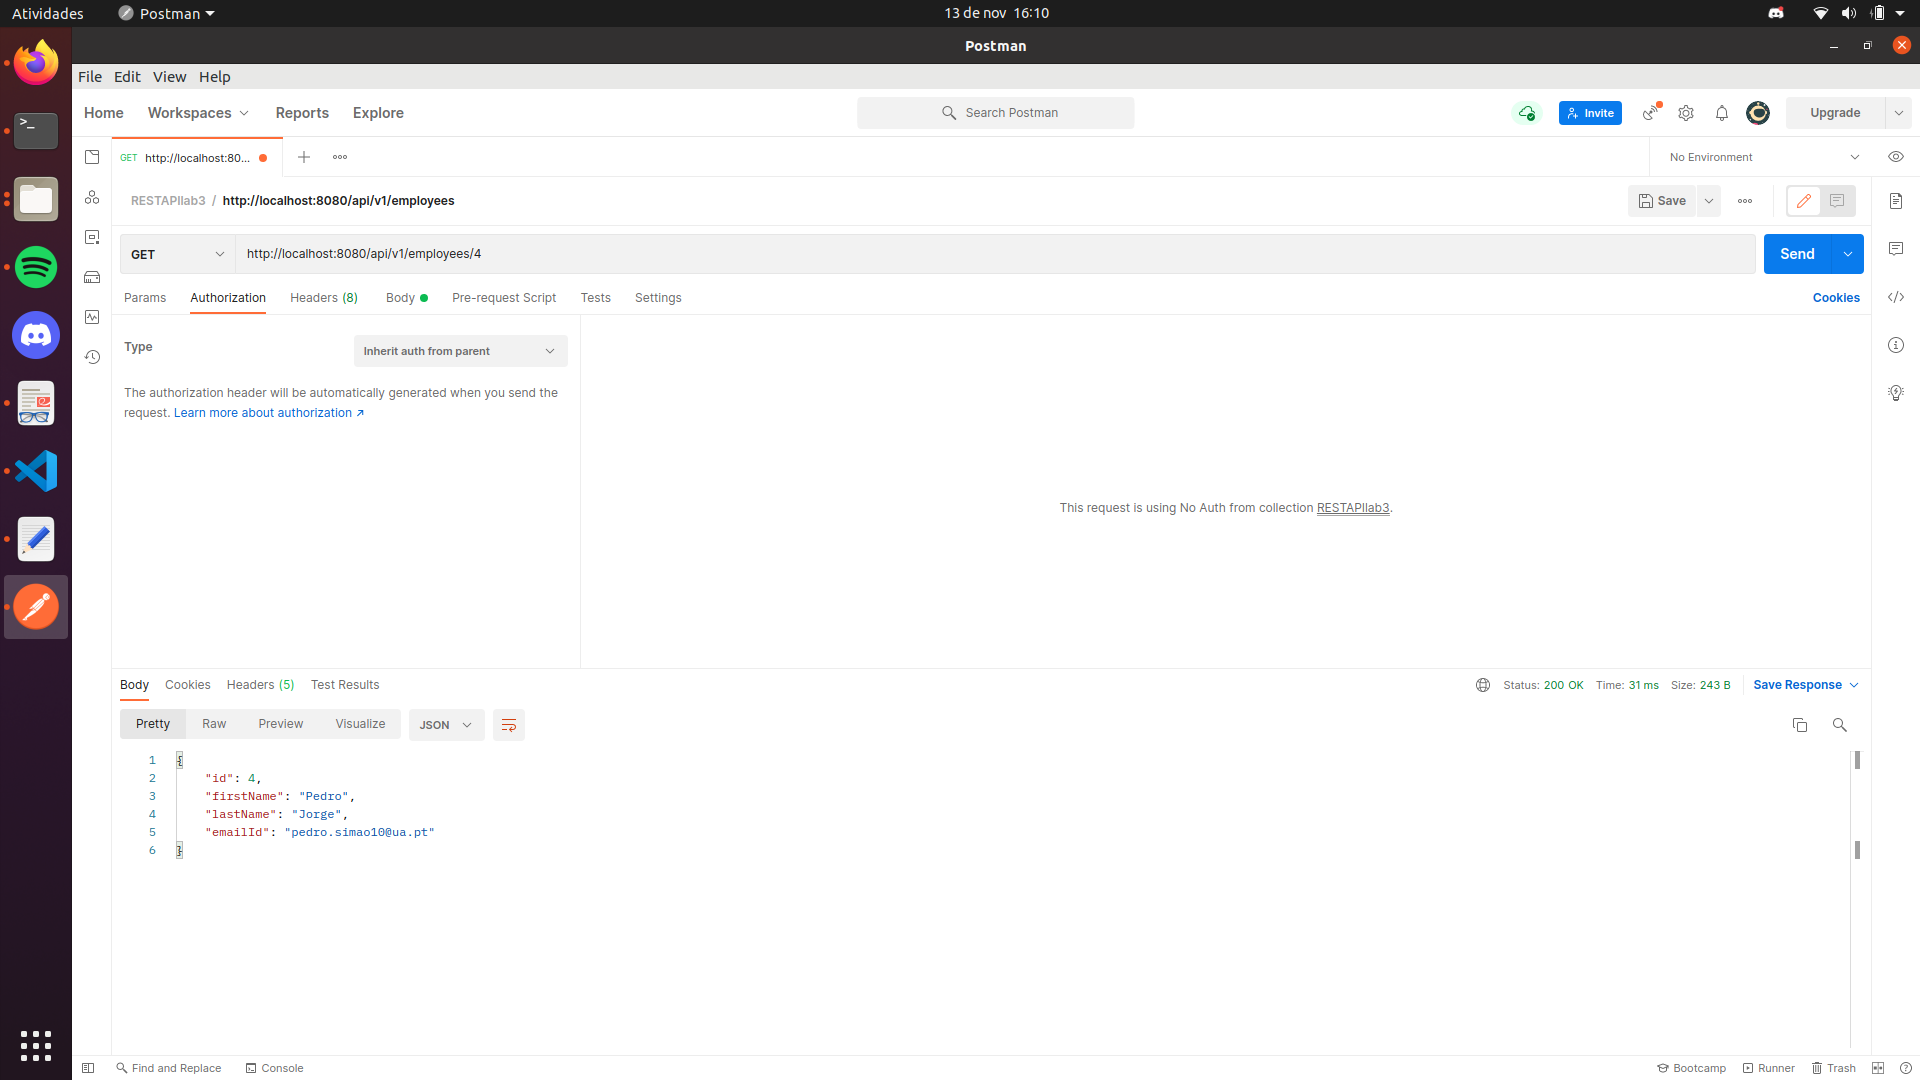 Atividades Postman 13 de nov 16:10
Postman
File Edit View Help
Home Workspaces Reports Explore Search Postman Invite Upgrade
GET http://localhost:80... No Environment
RESTAPIlab3 / http://localhost:8080/api/v1/employees Save
GET http://localhost:8080/api/v1/employees/4 Send
Params Authorization Headers (8) Body Pre-request Script Tests Settings Cookies
Type Inherit auth from parent
The authorization header will be automatically generated when you send the
request. Learn more about authorization ↗
This request is using No Auth from collection RESTAPIlab3.
Body Cookies Headers (5) Test Results Status: 200 OK Time: 31 ms Size: 243 B Save Response
Pretty Raw Preview Visualize JSON
1 {
2 "id": 4,
3 "firstName": "Pedro",
4 "lastName": "Jorge",
5 "emailId": "pedro.simao10@ua.pt"
6 }
Find and Replace Console Bootcamp Runner Trash